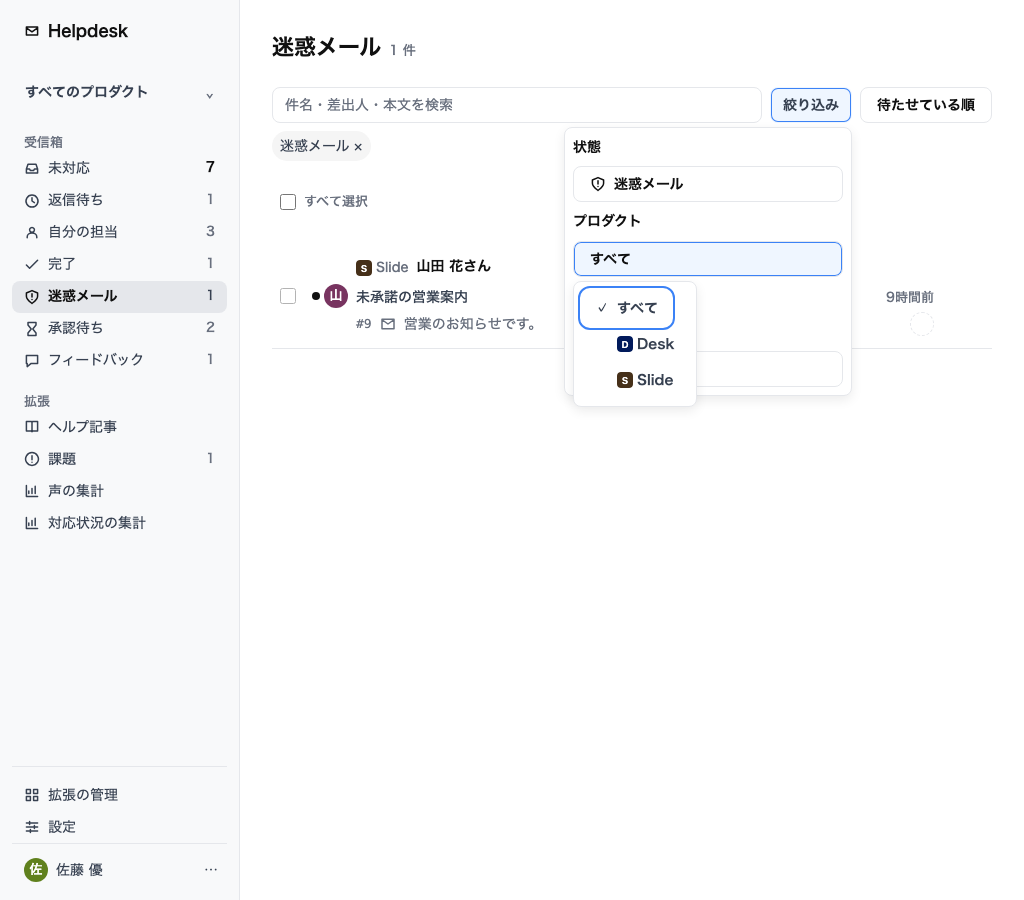 Helpdesk
すべてのプロダクト
受信箱
未対応 7
返信待ち 1
自分の担当 3
完了 1
迷惑メール 1
承認待ち 2
フィードバック 1
拡張
ヘルプ記事
課題 1
声の集計
対応状況の集計
拡張の管理
設定
佐 佐藤 優 …
迷惑メール 1 件
件名・差出人・本文を検索 絞り込み 待たせている順
迷惑メール ×
すべて選択
S Slide 山田 花さん
山 未承諾の営業案内 9時間前
#9 営業のお知らせです。
状態
迷惑メール
プロダクト
すべて
✓ すべて
D Desk
S Slide